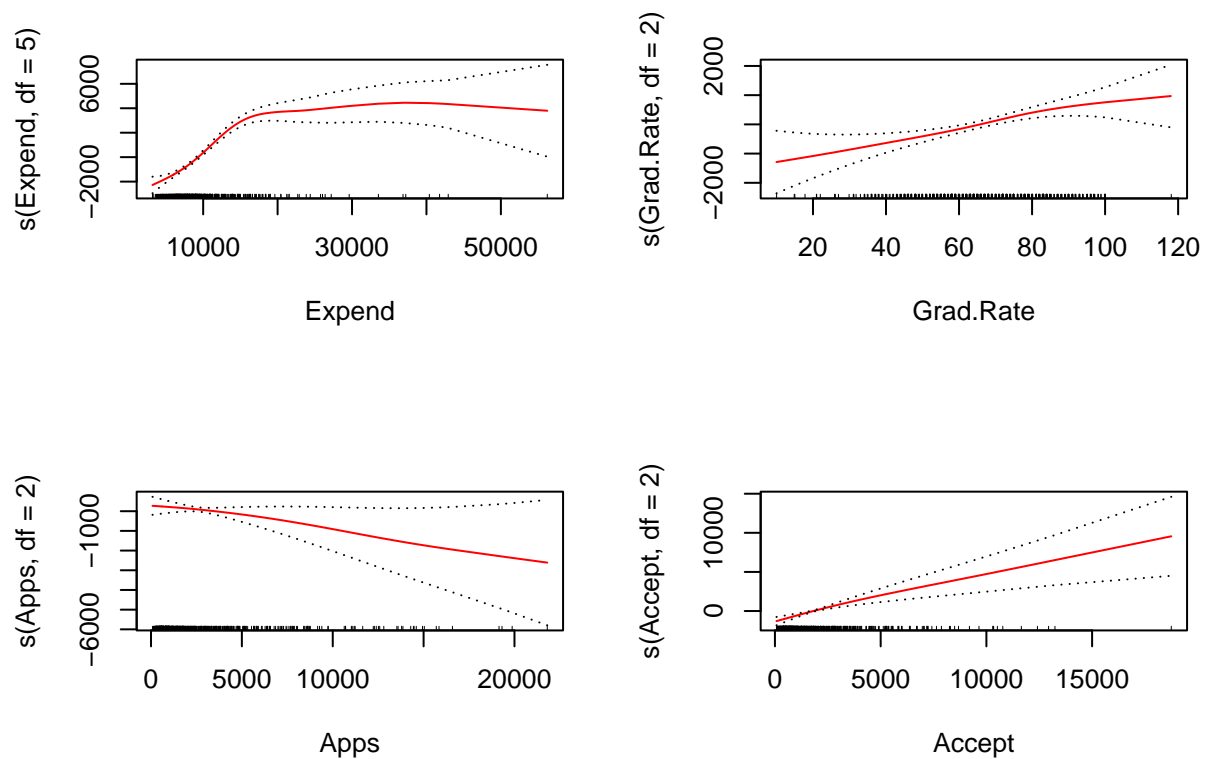 s(Expend, df = 5)
6000
−2000
10000 30000 50000
Expend
s(Grad.Rate, df = 2)
2000
−2000
20 40 60 80 100 120
Grad.Rate
s(Apps, df = 2)
−1000
−6000
0 5000 10000 20000
Apps
s(Accept, df = 2)
10000
0
0 5000 10000 15000
Accept